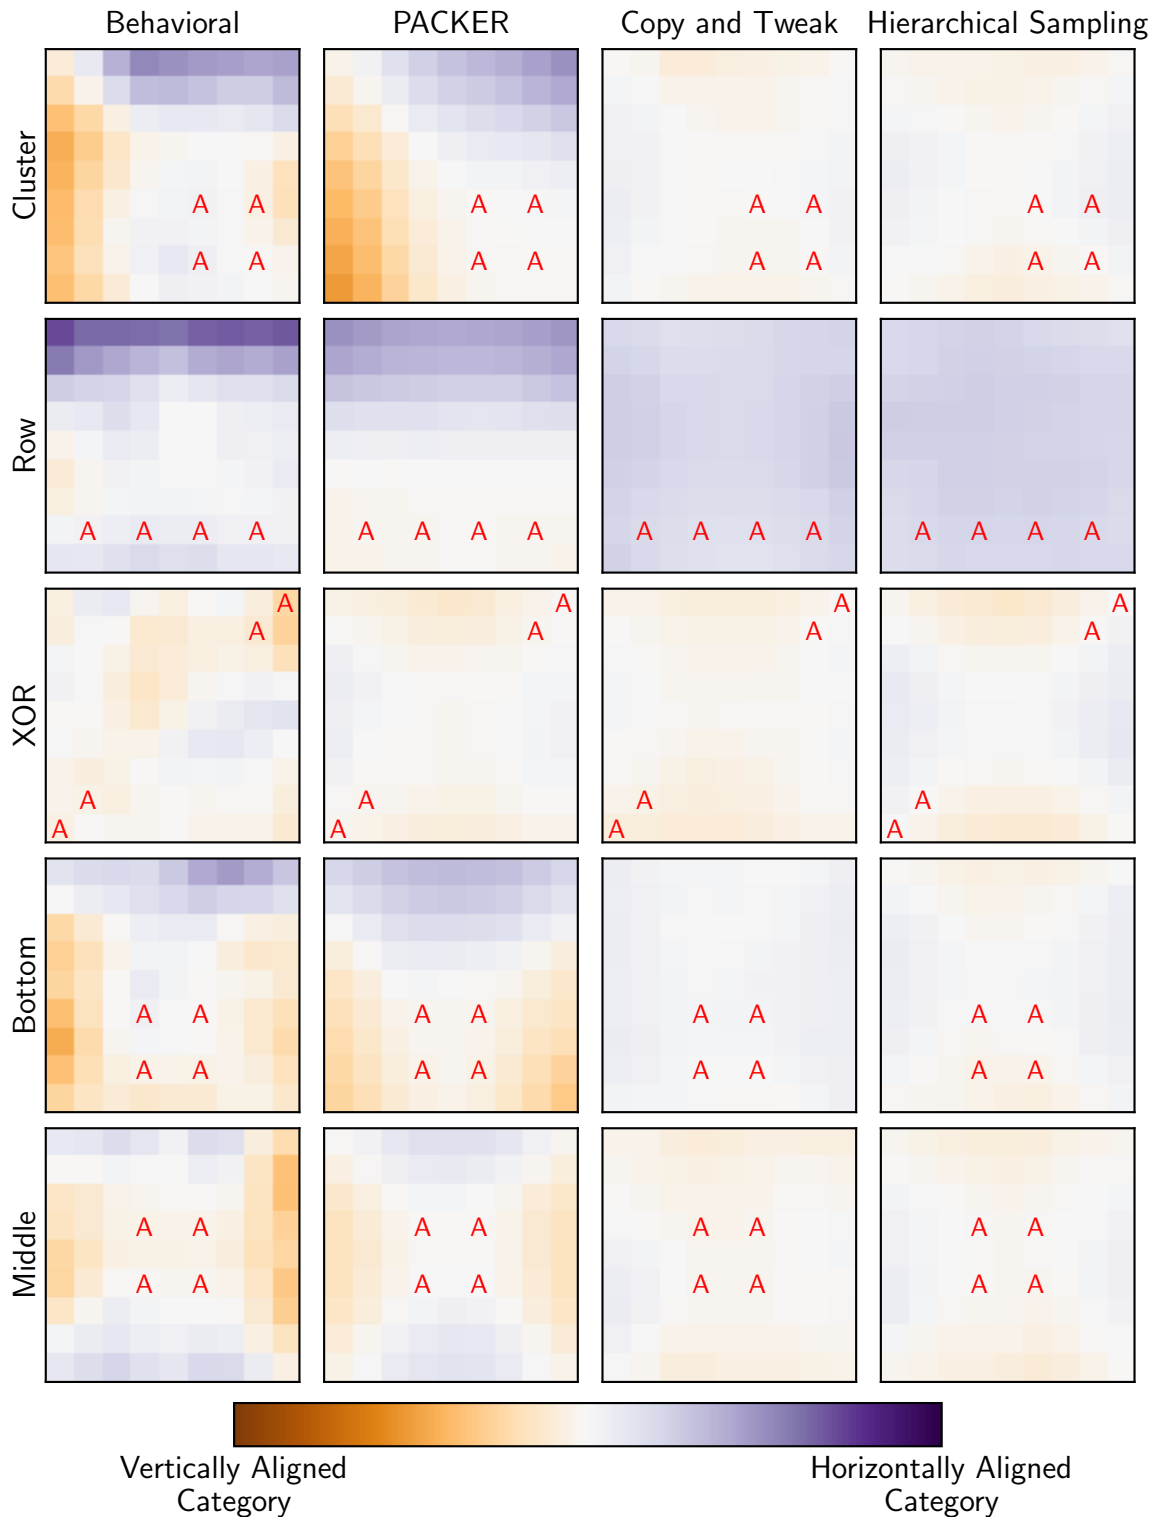 Behavioral PACKER Copy and Tweak Hierarchical Sampling
Cluster
A A A A A A A A
A A A A A A A A
Row
A A A A A A A A A A A A A A A A
XOR
A A A A
A A A A
A A A A
A A A A
Bottom
A A A A A A A A
A A A A A A A A
Middle
A A A A A A A A
A A A A A A A A
Vertically Aligned Horizontally Aligned
Category Category